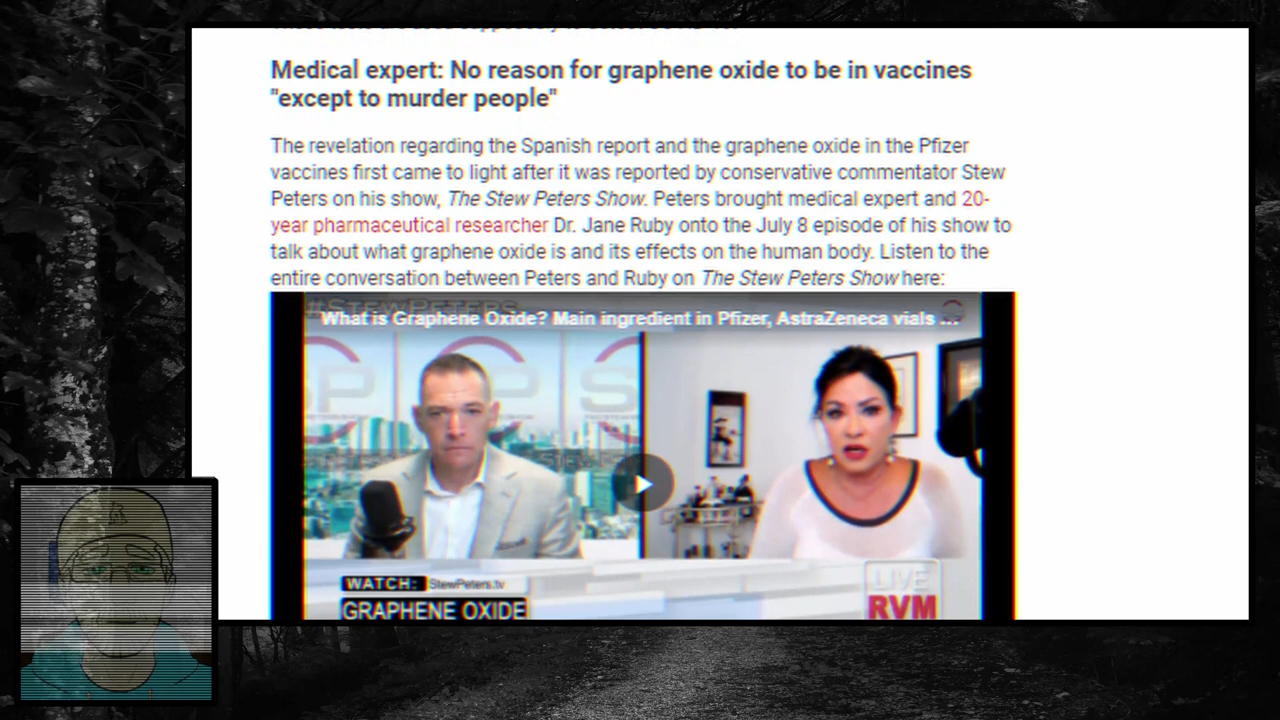 Medical expert: No reason for graphene oxide to be in vaccines
"except to murder people"
The revelation regarding the Spanish report and the graphene oxide in the Pfizer
vaccines first came to light after it was reported by conservative commentator Stew
Peters on his show, The Stew Peters Show. Peters brought medical expert and 20-
year pharmaceutical researcher Dr. Jane Ruby onto the July 8 episode of his show to
talk about what graphene oxide is and its effects on the human body. Listen to the
entire conversation between Peters and Ruby on The Stew Peters Show here:
#STEWPETERS
What is Graphene Oxide? Main ingredient in Pfizer, AstraZeneca vials ...
SP
WATCH: StewPeters.tv
LIVE
GRAPHENE OXIDE
RVM